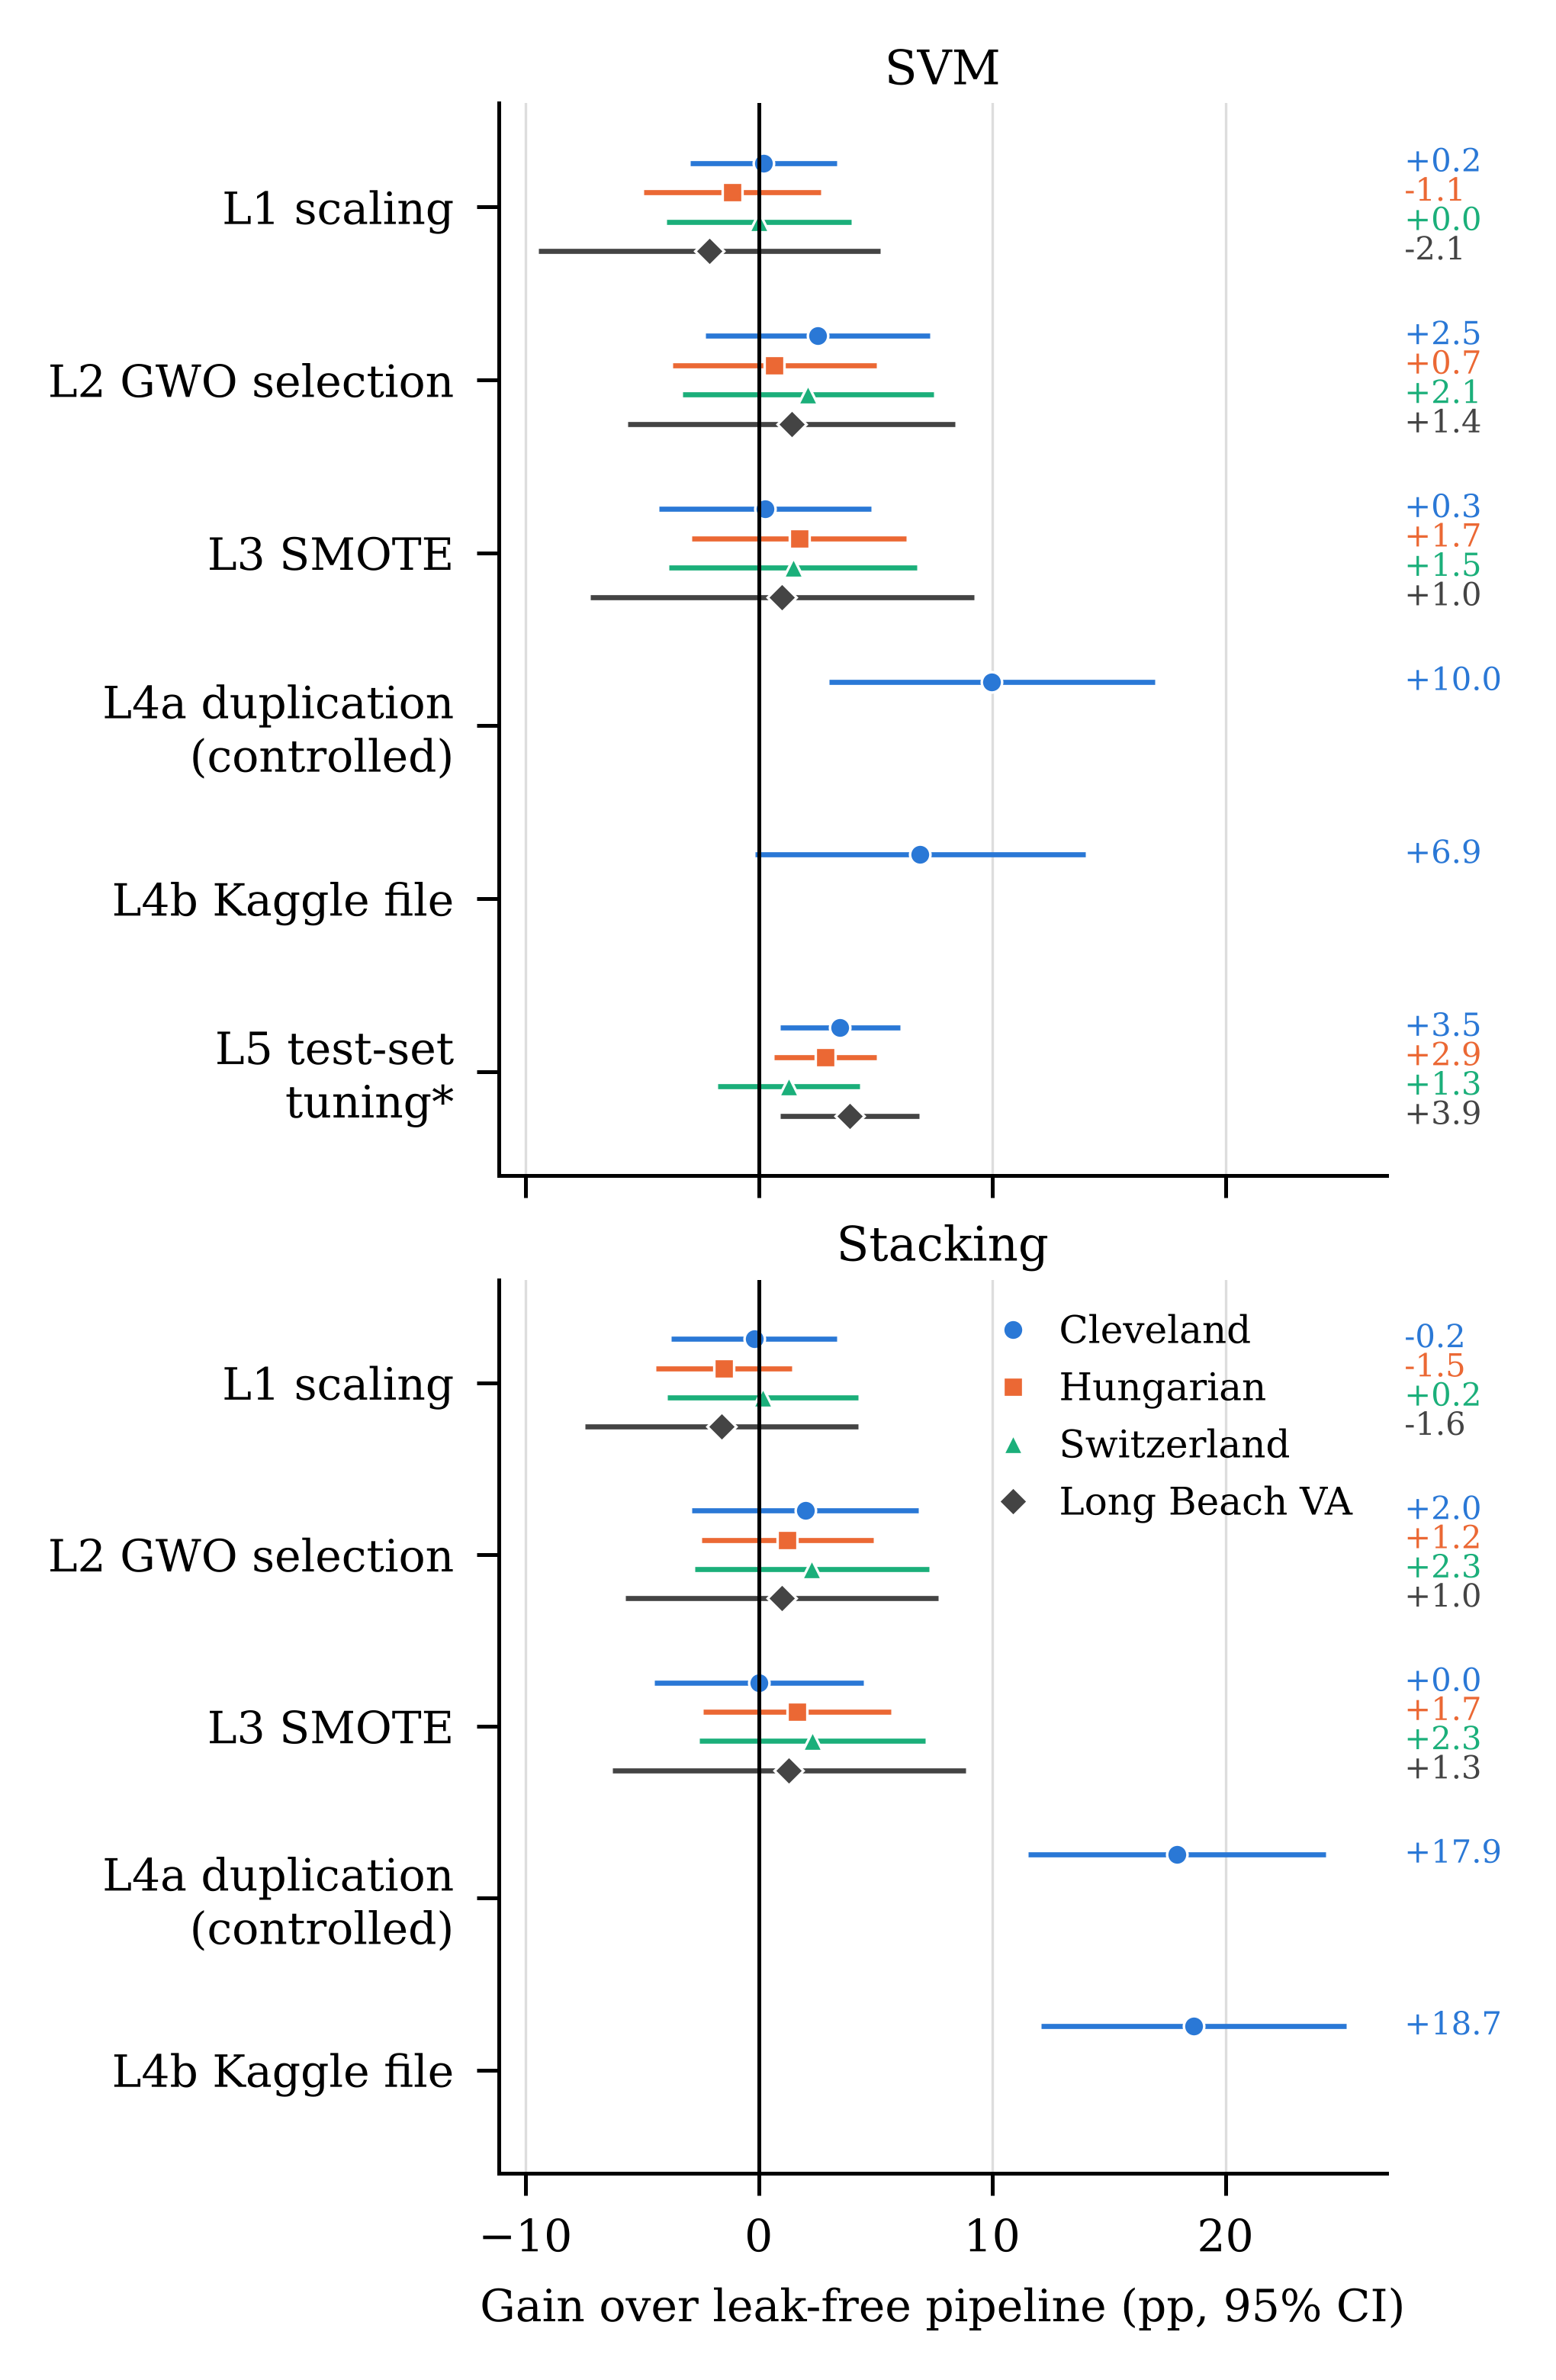 SVM
L1 scaling
+0.2
-1.1
+0.0
-2.1
L2 GWO selection
+2.5
+0.7
+2.1
+1.4
L3 SMOTE
+0.3
+1.7
+1.5
+1.0
L4a duplication
(controlled)
+10.0
L4b Kaggle file
+6.9
L5 test-set
tuning*
+3.5
+2.9
+1.3
+3.9
Stacking
Cleveland
Hungarian
Switzerland
Long Beach VA
L1 scaling
-0.2
-1.5
+0.2
-1.6
L2 GWO selection
+2.0
+1.2
+2.3
+1.0
L3 SMOTE
+0.0
+1.7
+2.3
+1.3
L4a duplication
(controlled)
+17.9
L4b Kaggle file
+18.7
−10 0 10 20
Gain over leak-free pipeline (pp, 95% CI)